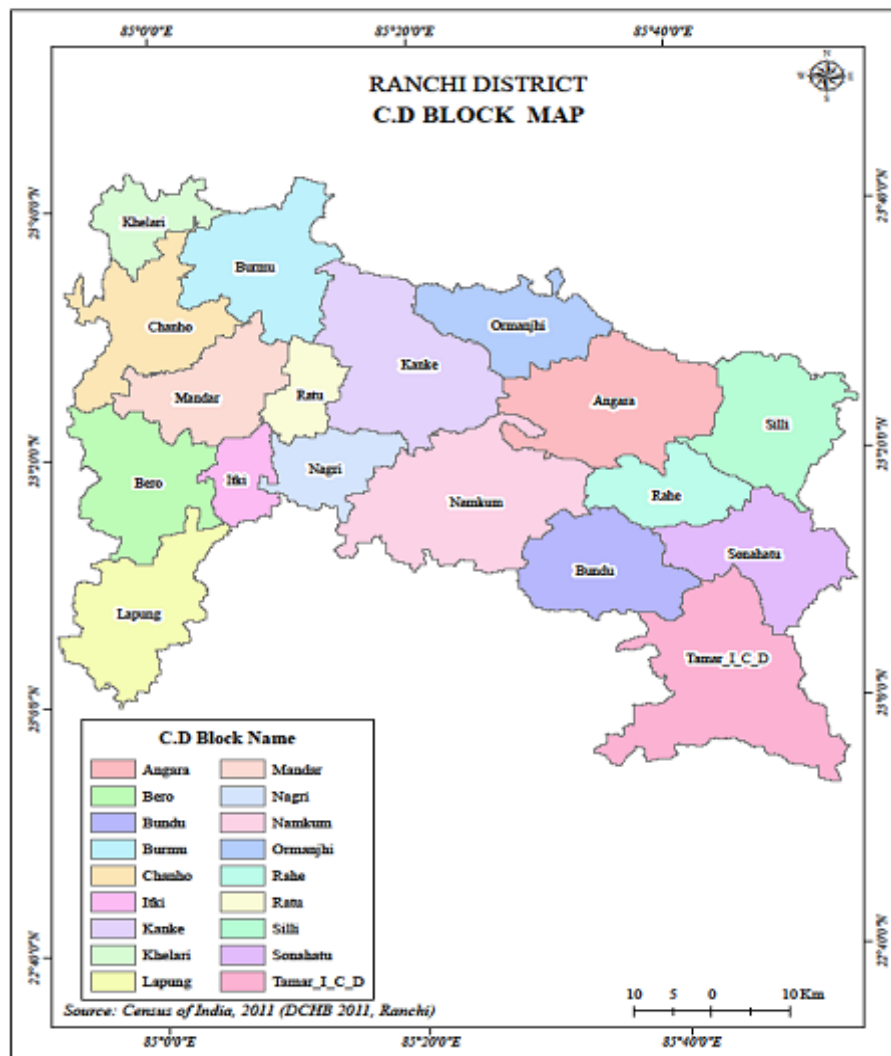 85°0'0"E 85°20'0"E 85°40'0"E
RANCHI DISTRICT
C.D BLOCK MAP
N
W E
S
23°40'0"N
Khelari
Burmu
Chanho
Ormanjhi
Kanke
Mandar
Ratu
Angara
Silli
23°20'0"N
Bero
Itki
Nagri
Namkum
Rahe
Sonahatu
Bundu
Lapung
Tamar_I_C_D
C.D Block Name
Angara Mandar
Bero Nagri
Bundu Namkum
Burmu Ormanjhi
Chanho Rahe
Itki Ratu
Kanke Silli
Khelari Sonahatu
Lapung Tamar_I_C_D
22°40'0"N
10 5 0 10 Km
Source: Census of India, 2011 (DCHB 2011, Ranchi)
85°0'0"E 85°20'0"E 85°40'0"E